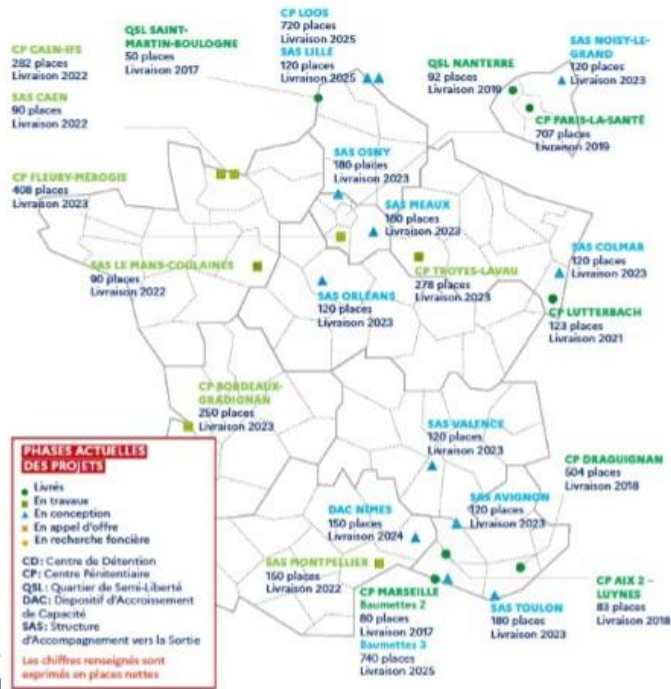 CP LOOS
720 places
Livraison 2025
SAS LILLE
120 places
Livraison 2025
QSL SAINT-
MARTIN-BOULOGNE
50 places
Livraison 2017
CP CAEN-IFS
282 places
Livraison 2022
SAS CAEN
90 places
Livraison 2022
CP FLEURY-MÉROGIS
408 places
Livraison 2023
QSL NANTERRE
92 places
Livraison 2019
SAS NOISY-LE-
GRAND
120 places
Livraison 2023
CP PARIS-LA-SANTÉ
707 places
Livraison 2019
SAS OSNY
180 places
Livraison 2023
SAS MEAUX
180 places
Livraison 2023
SAS LE MANS-COULAINES
90 places
Livraison 2022
SAS ORLÉANS
120 places
Livraison 2023
CP TROYES-LAVAU
278 places
Livraison 2023
SAS COLMAR
120 places
Livraison 2023
CP LUTTERBACH
123 places
Livraison 2021
CP BORDEAUX-
GRADIGNAN
250 places
Livraison 2023
SAS VALENCE
120 places
Livraison 2023
CP DRAGUIGNAN
504 places
Livraison 2018
DAC NÎMES
150 places
Livraison 2024
SAS AVIGNON
120 places
Livraison 2023
SAS MONTPELLIER
150 places
Livraison 2022
CP MARSEILLE
Baumettes 2
80 places
Livraison 2017
Baumettes 3
740 places
Livraison 2025
SAS TOULON
180 places
Livraison 2023
CP AIX 2 –
LUYNES
83 places
Livraison 2018
PHASES ACTUELLES
DES PROJETS
Livrés
En travaux
En conception
En appel d'offre
En recherche foncière
CD : Centre de Détention
CP : Centre Pénitentiaire
QSL : Quartier de Semi-Liberté
DAC : Dispositif d'Accroissement
de Capacité
SAS : Structure
d'Accompagnement vers la Sortie
Les chiffres renseignés sont
exprimés en places nettes